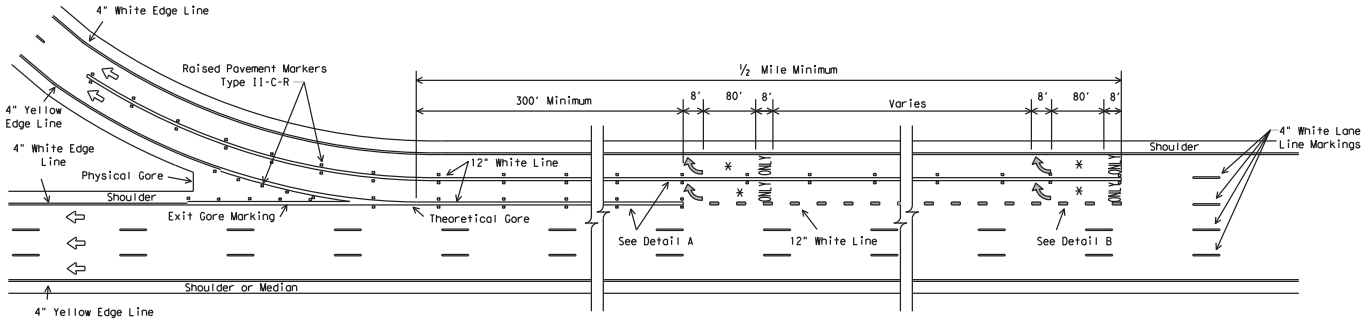 4" White Edge Line
Raised Pavement Markers
Type II-C-R
½ Mile Minimum
300' Minimum
8'
80'
8'
Varies
8'
80'
8'
4" Yellow
Edge Line
4" White Edge
Line
Physical Gore
Shoulder
12" White Line
*
ONLY
*
ONLY
Shoulder
*
ONLY
*
ONLY
4" White Lane
Line Markings
Exit Gore Marking
Theoretical Gore
See Detail A
12" White Line
See Detail B
Shoulder or Median
4" Yellow Edge Line